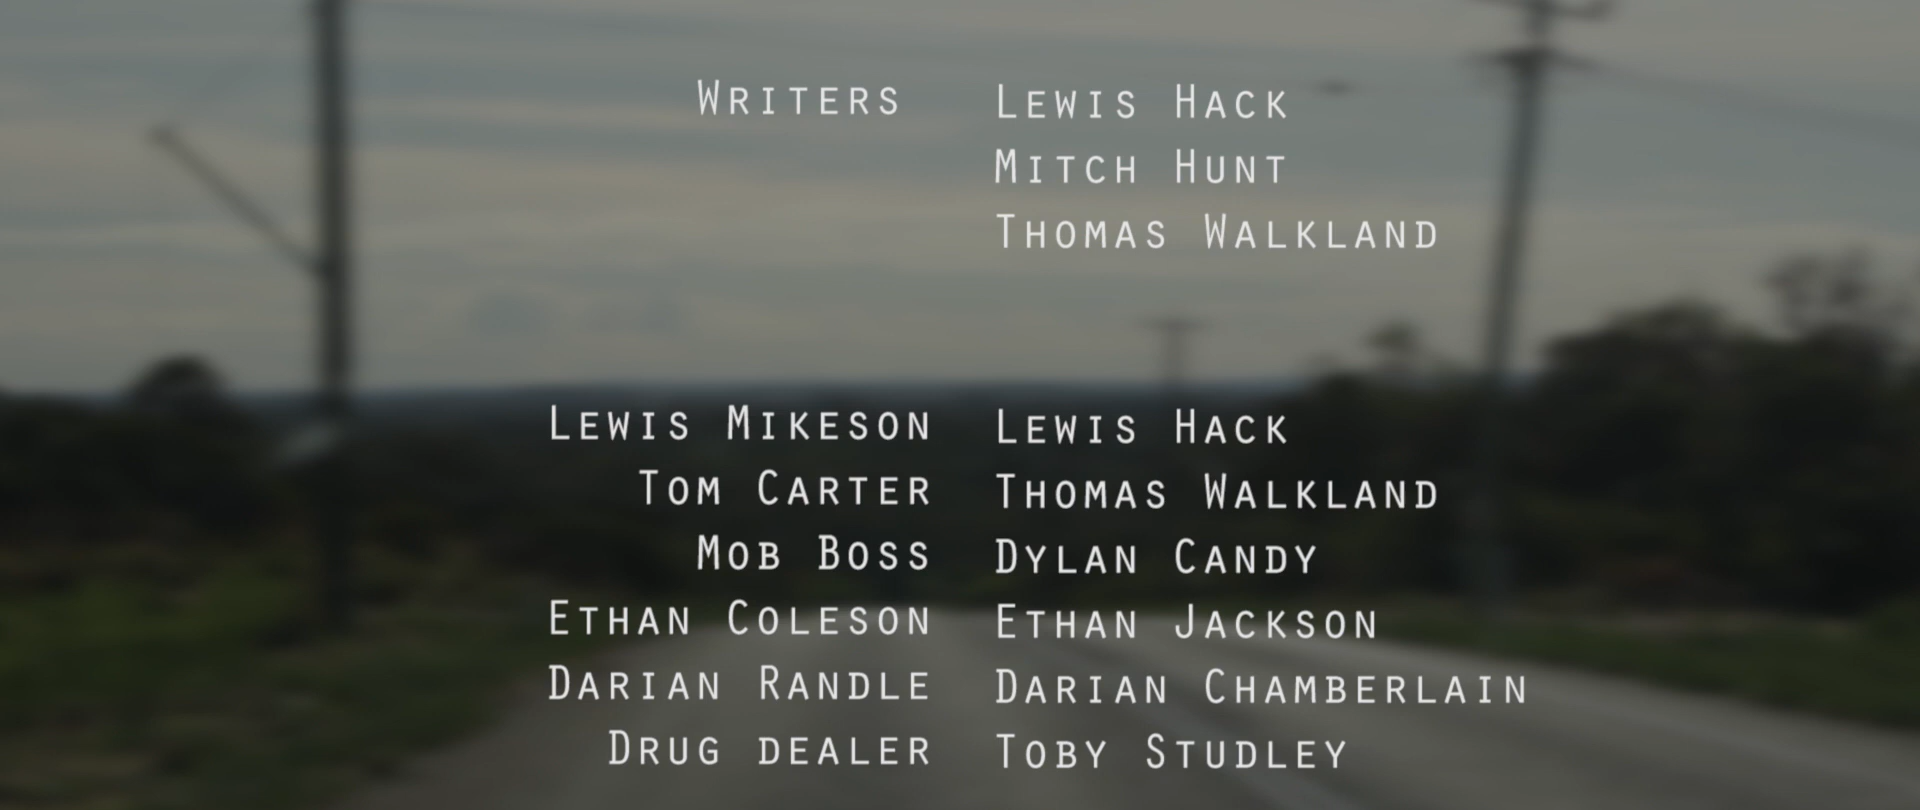 Writers Lewis Hack
Mitch Hunt
Thomas Walkland
Lewis Mikeson Lewis Hack
Tom Carter Thomas Walkland
Mob Boss Dylan Candy
Ethan Coleson Ethan Jackson
Darian Randle Darian Chamberlain
Drug dealer Toby Studley